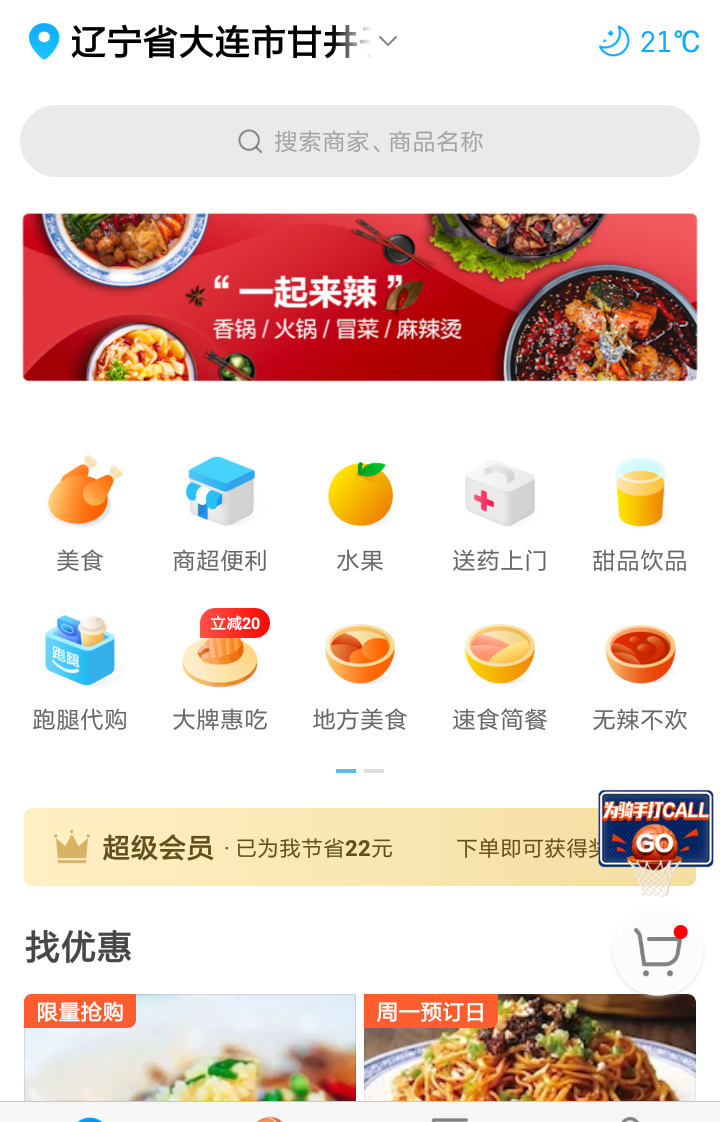 辽宁省大连市甘井
21℃
搜索商家、商品名称
“ 一起来辣 ”
香锅 / 火锅 / 冒菜 / 麻辣烫
美食 商超便利 水果 送药上门 甜品饮品
跑腿
立减20
跑腿代购 大牌惠吃 地方美食 速食简餐 无辣不欢
为骑手打CALL
GO
超级会员 · 已为我节省22元 下单即可获得
找优惠
限量抢购 周一预订日